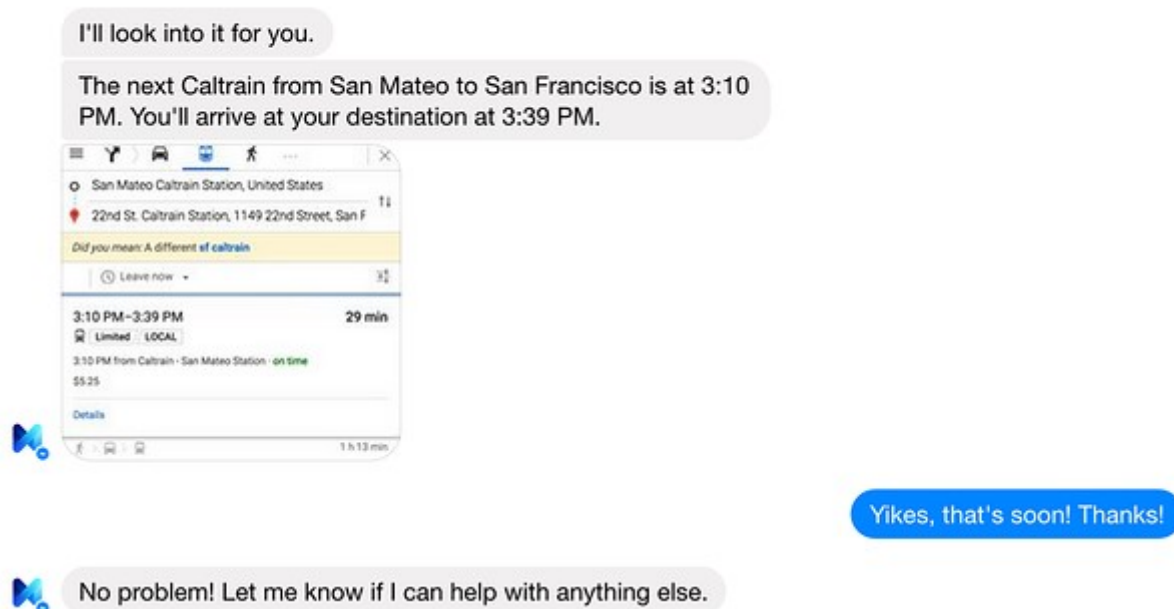 I'll look into it for you.
The next Caltrain from San Mateo to San Francisco is at 3:10
PM. You'll arrive at your destination at 3:39 PM.
...
San Mateo Caltrain Station, United States
22nd St. Caltrain Station, 1149 22nd Street, San F
Did you mean: A different sf caltrain
Leave now
3:10 PM–3:39 PM 29 min
Limited LOCAL
3:10 PM from Caltrain - San Mateo Station - on time
$5.25
Details
1 h 13 min
Yikes, that's soon! Thanks!
No problem! Let me know if I can help with anything else.